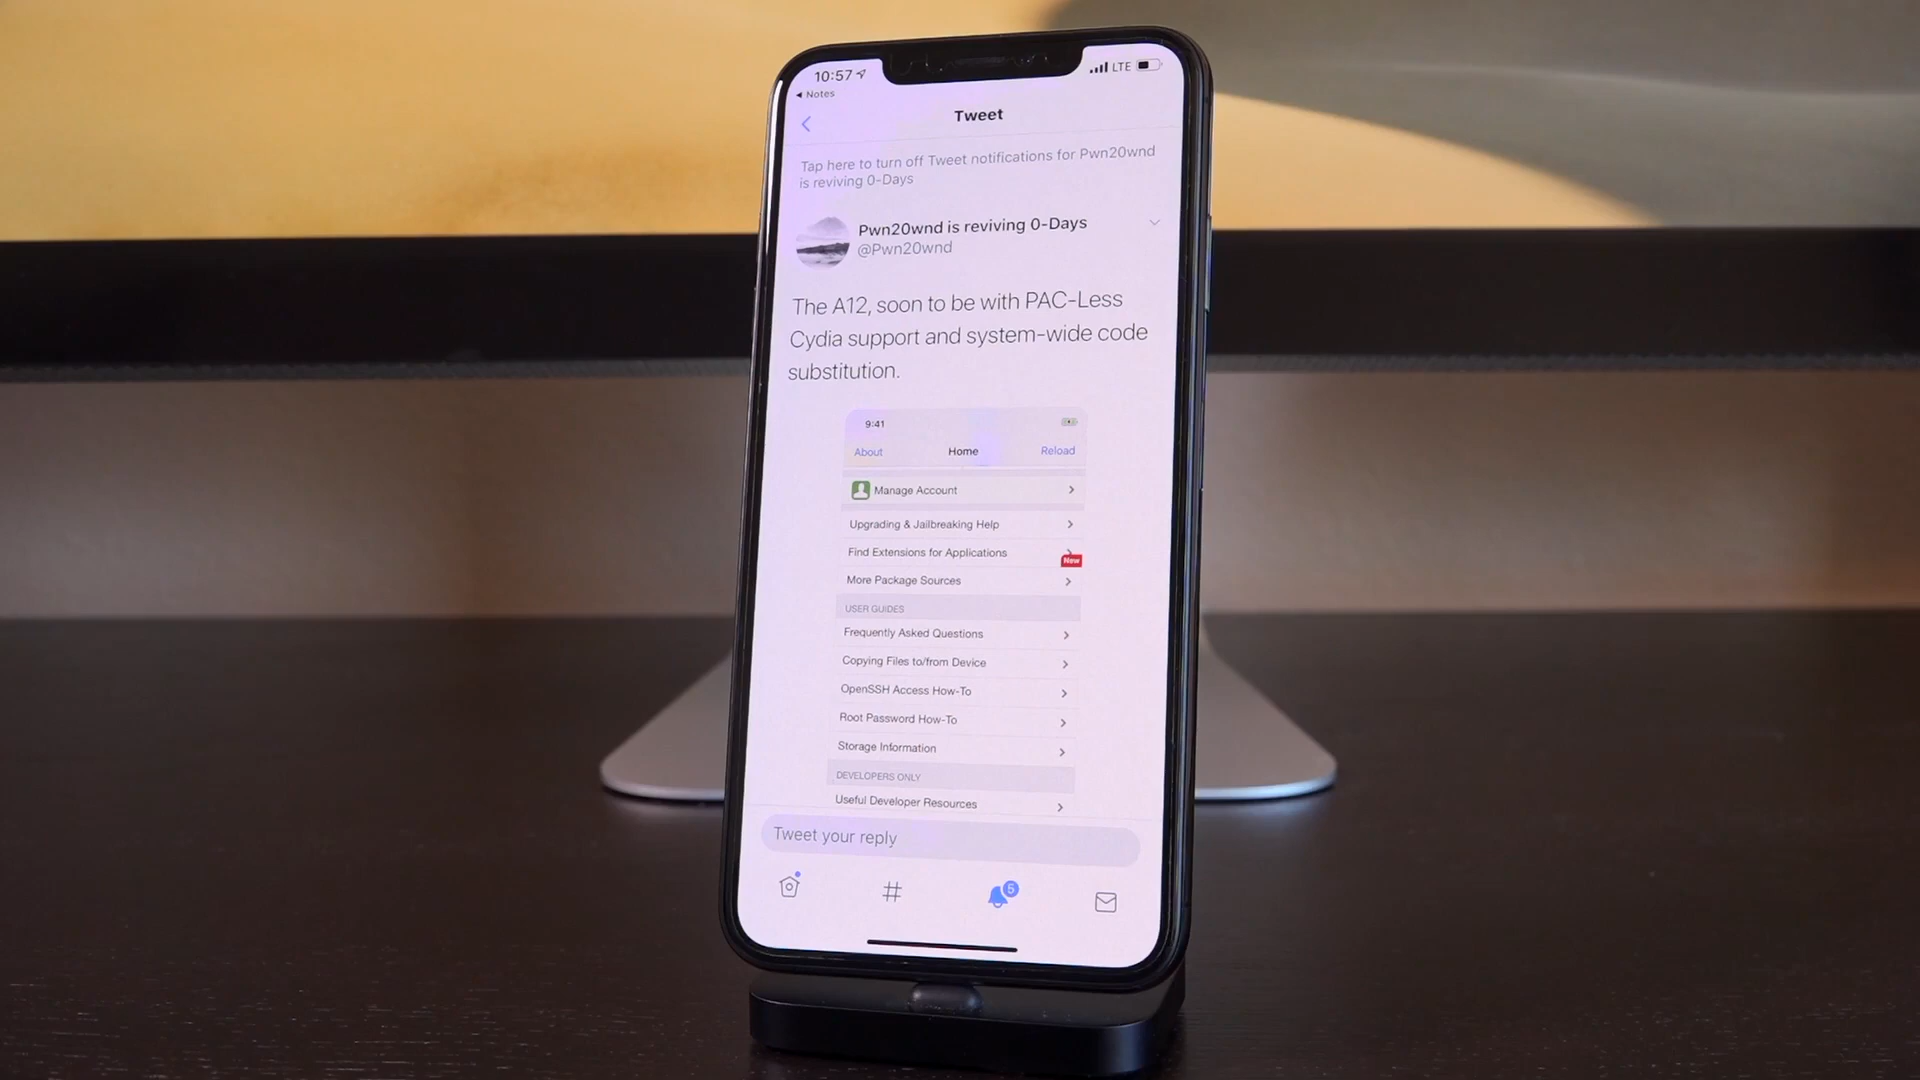 10:57
LTE
Notes
Tweet
Tap here to turn off Tweet notifications for Pwn20wnd
is reviving 0-Days
Pwn20wnd is reviving 0-Days
@Pwn20wnd
The A12, soon to be with PAC-Less
Cydia support and system-wide code
substitution.
9:41
About Home Reload
Manage Account
Upgrading & Jailbreaking Help
Find Extensions for Applications
New
More Package Sources
USER GUIDES
Frequently Asked Questions
Copying Files to/from Device
OpenSSH Access How-To
Root Password How-To
Storage Information
DEVELOPERS ONLY
Useful Developer Resources
Tweet your reply
5